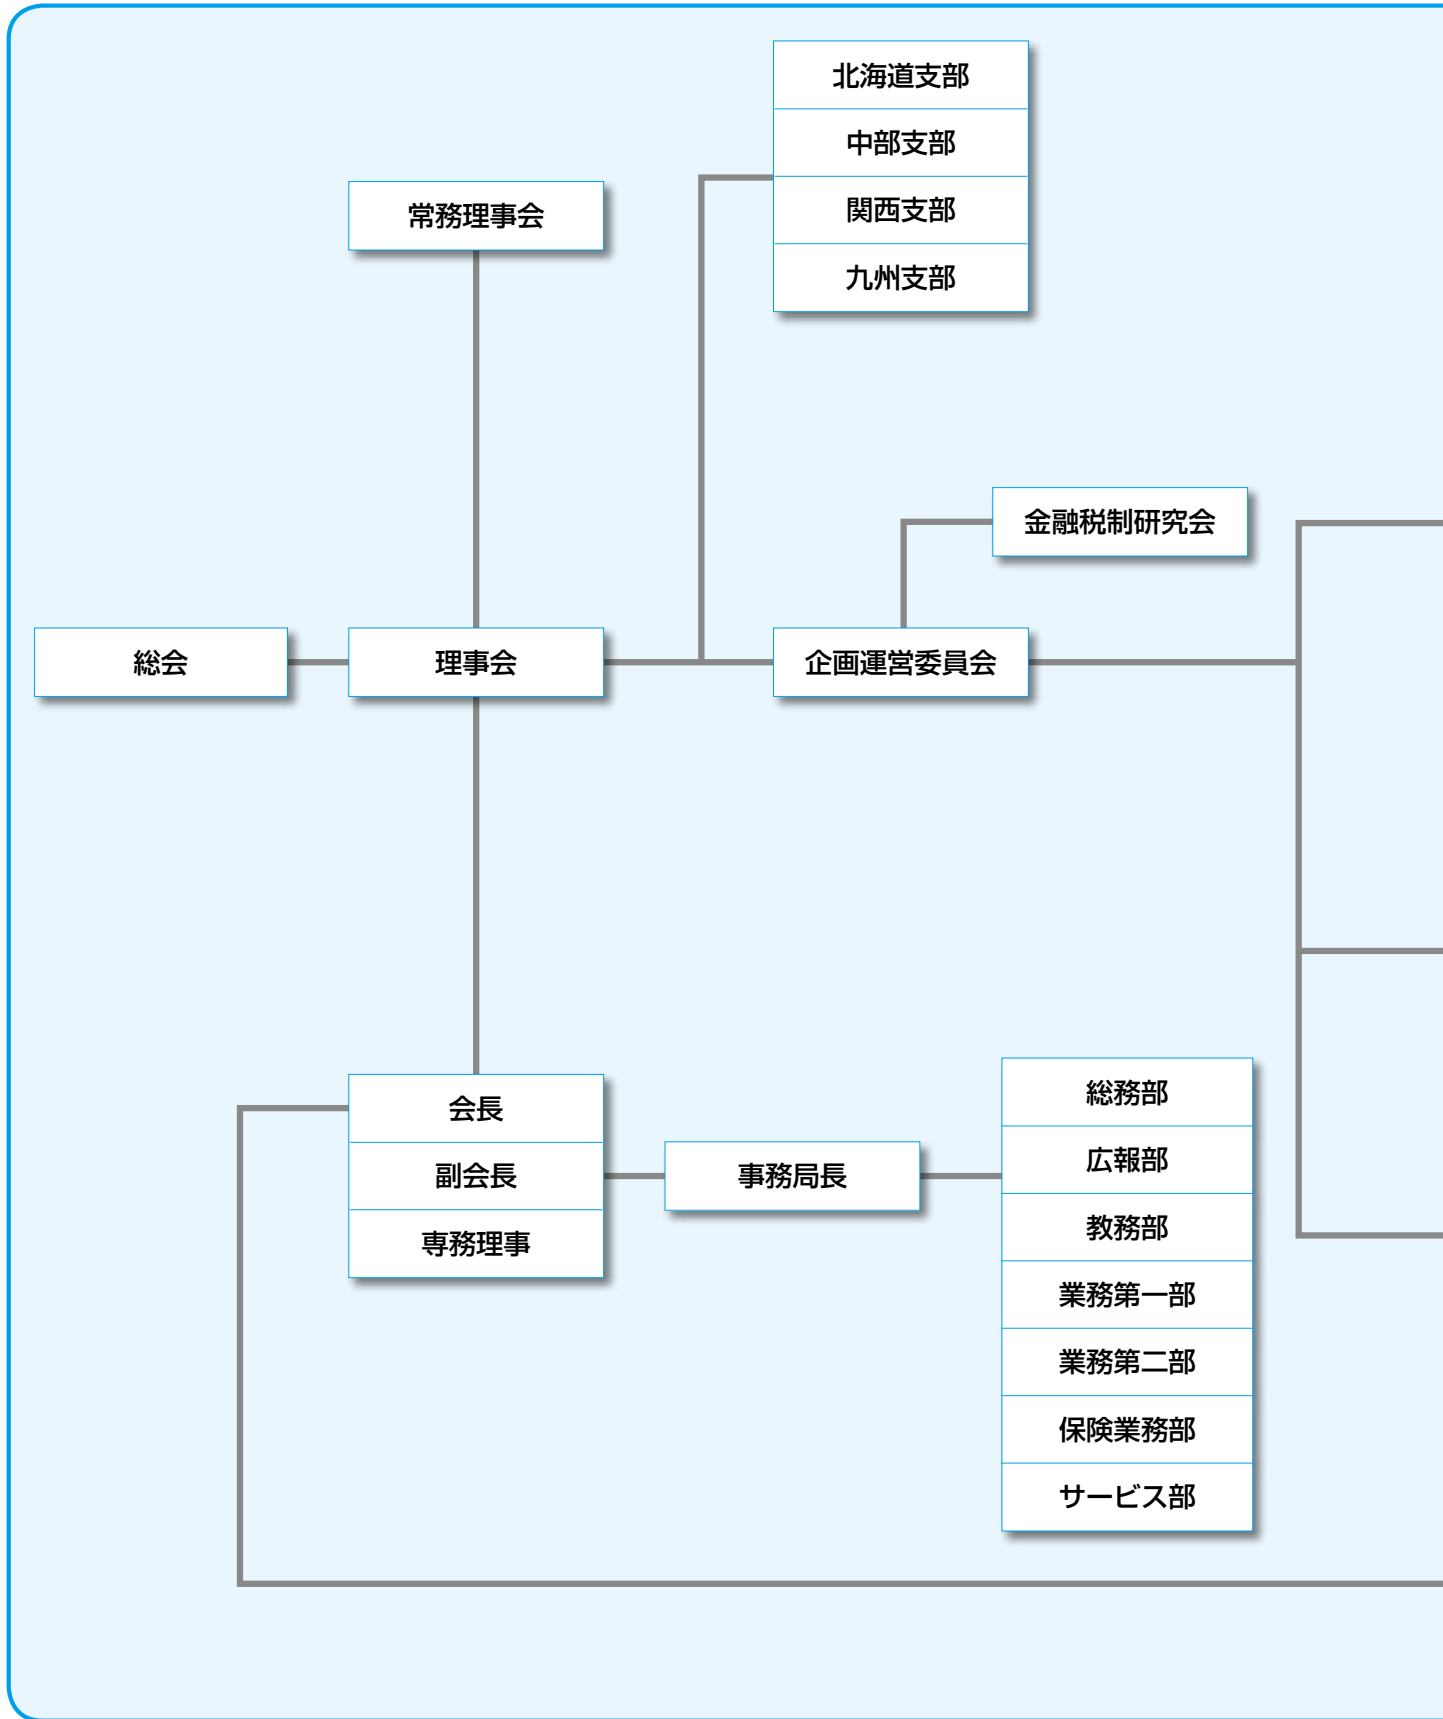 北海道支部
中部支部
関西支部
九州支部
常務理事会
金融税制研究会
総会
理事会
企画運営委員会
会長
副会長
専務理事
事務局長
総務部
広報部
教務部
業務第一部
業務第二部
保険業務部
サービス部